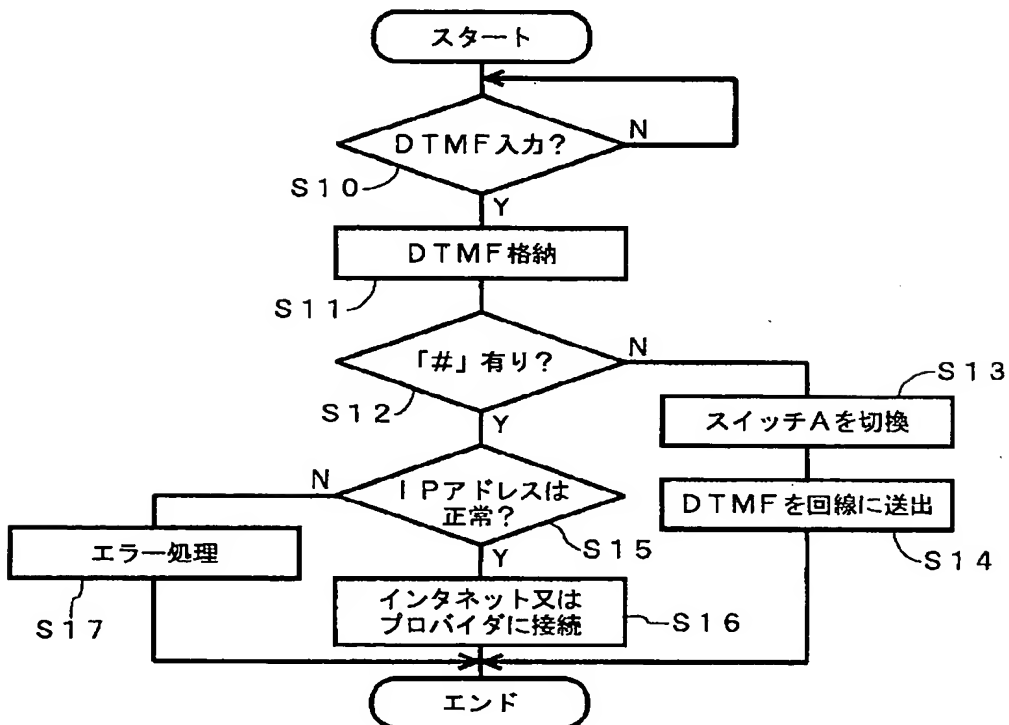 スタート
DTMF入力?
N
S10
Y
DTMF格納
S11
「#」有り?
N
S12
Y
S13
スイッチAを切換
IPアドレスは
正常?
N
S15
Y
DTMFを回線に送出
S14
エラー処理
S17
インタネット又は
プロバイダに接続
S16
エンド